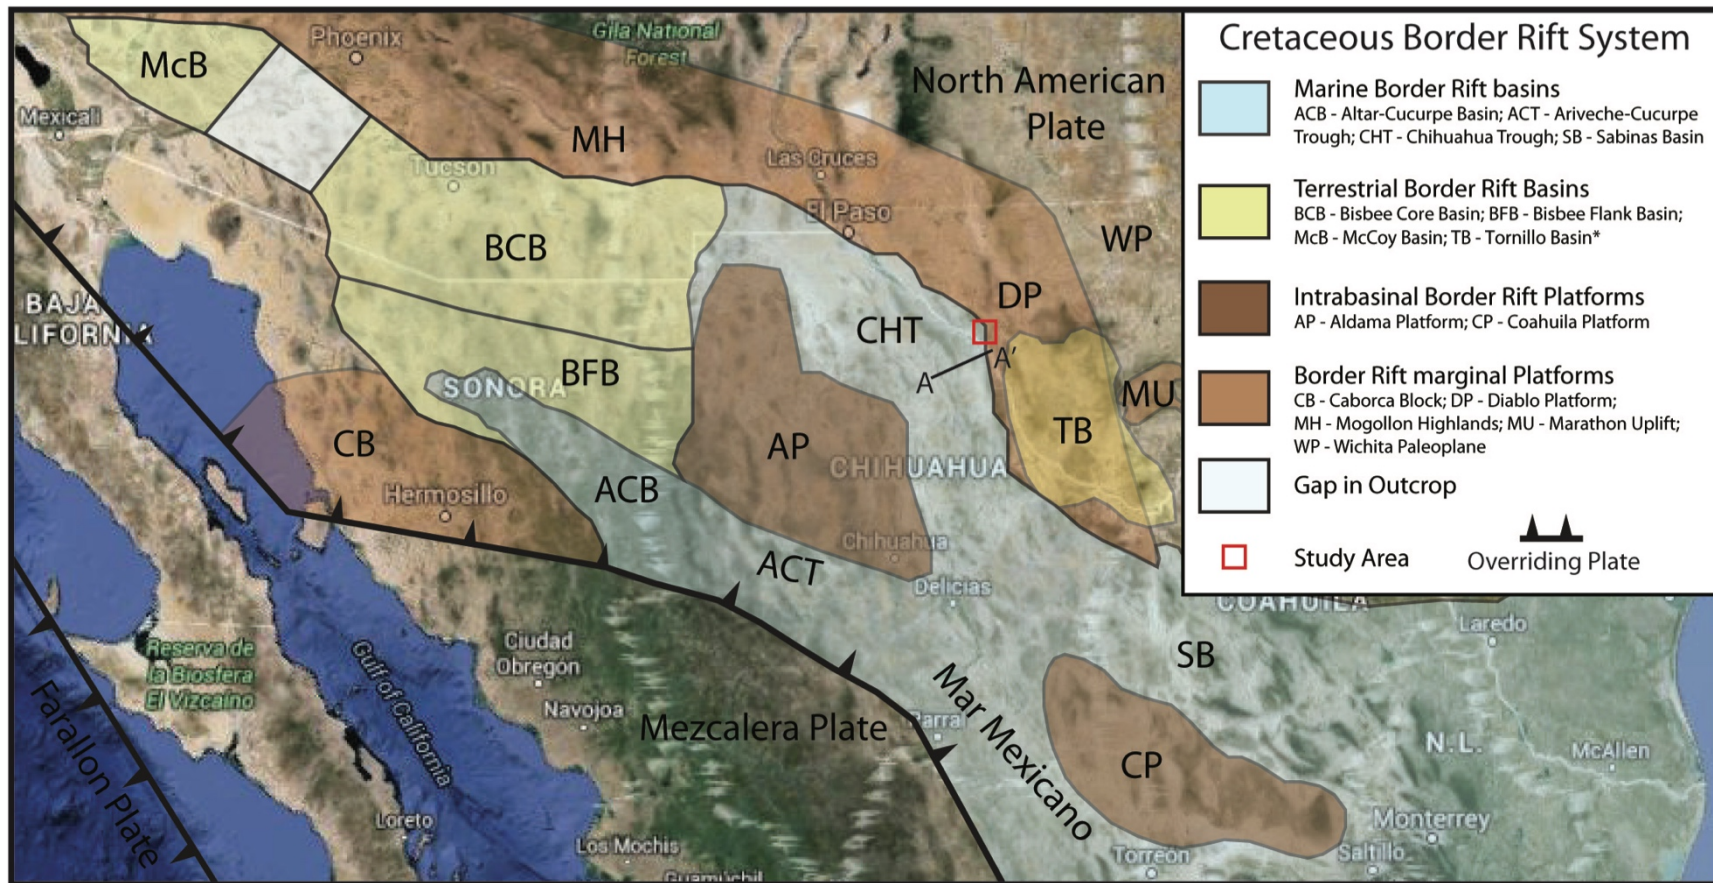 McB
Phoenix
Gila National
Forest
North American
Plate
Mexicali
MH
Las Cruces
Tucson
El Paso
BCB
WP
BAJA
LIFORNIA
DP
CHT
A
A'
BFB
SONORA
MU
TB
CB
AP
CHIHUAHUA
Hermosillo
ACB
Chihuahua
ACT
Delicias
COAHUILA
Laredo
Reserva de
la Biosfera
El Vizcaíno
Ciudad
Obregón
SB
Gulf of California
Navojoa
Mezcalera Plate
Parral
Mar Mexicano
N.L.
McAllen
Farallon Plate
CP
Loreto
Los Mochis
Monterrey
Torreón
Saltillo
Guamúchil
Cretaceous Border Rift System
Marine Border Rift basins
ACB - Altar-Cucurpe Basin; ACT - Ariveche-Cucurpe
Trough; CHT - Chihuahua Trough; SB - Sabinas Basin
Terrestrial Border Rift Basins
BCB - Bisbee Core Basin; BFB - Bisbee Flank Basin;
McB - McCoy Basin; TB - Tornillo Basin*
Intrabasinal Border Rift Platforms
AP - Aldama Platform; CP - Coahuila Platform
Border Rift marginal Platforms
CB - Caborca Block; DP - Diablo Platform;
MH - Mogollon Highlands; MU - Marathon Uplift;
WP - Wichita Paleoplane
Gap in Outcrop
Study Area
Overriding Plate